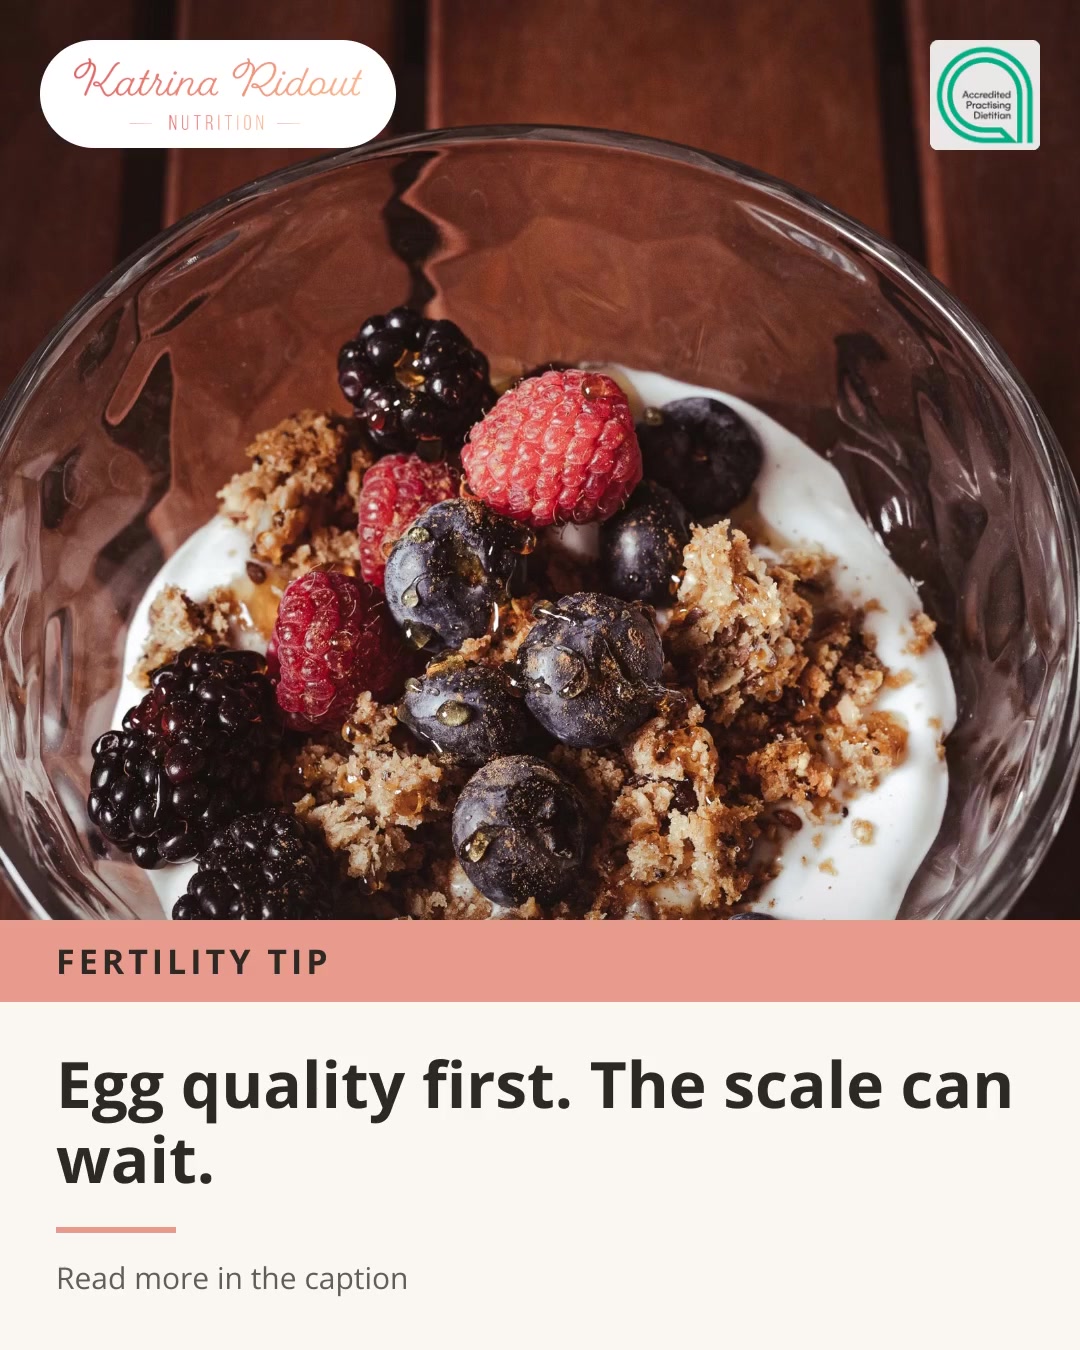 Katrina Ridout
NUTRITION
Accredited
Practising
Dietitian
FERTILITY TIP
Egg quality first. The scale can
wait.
Read more in the caption